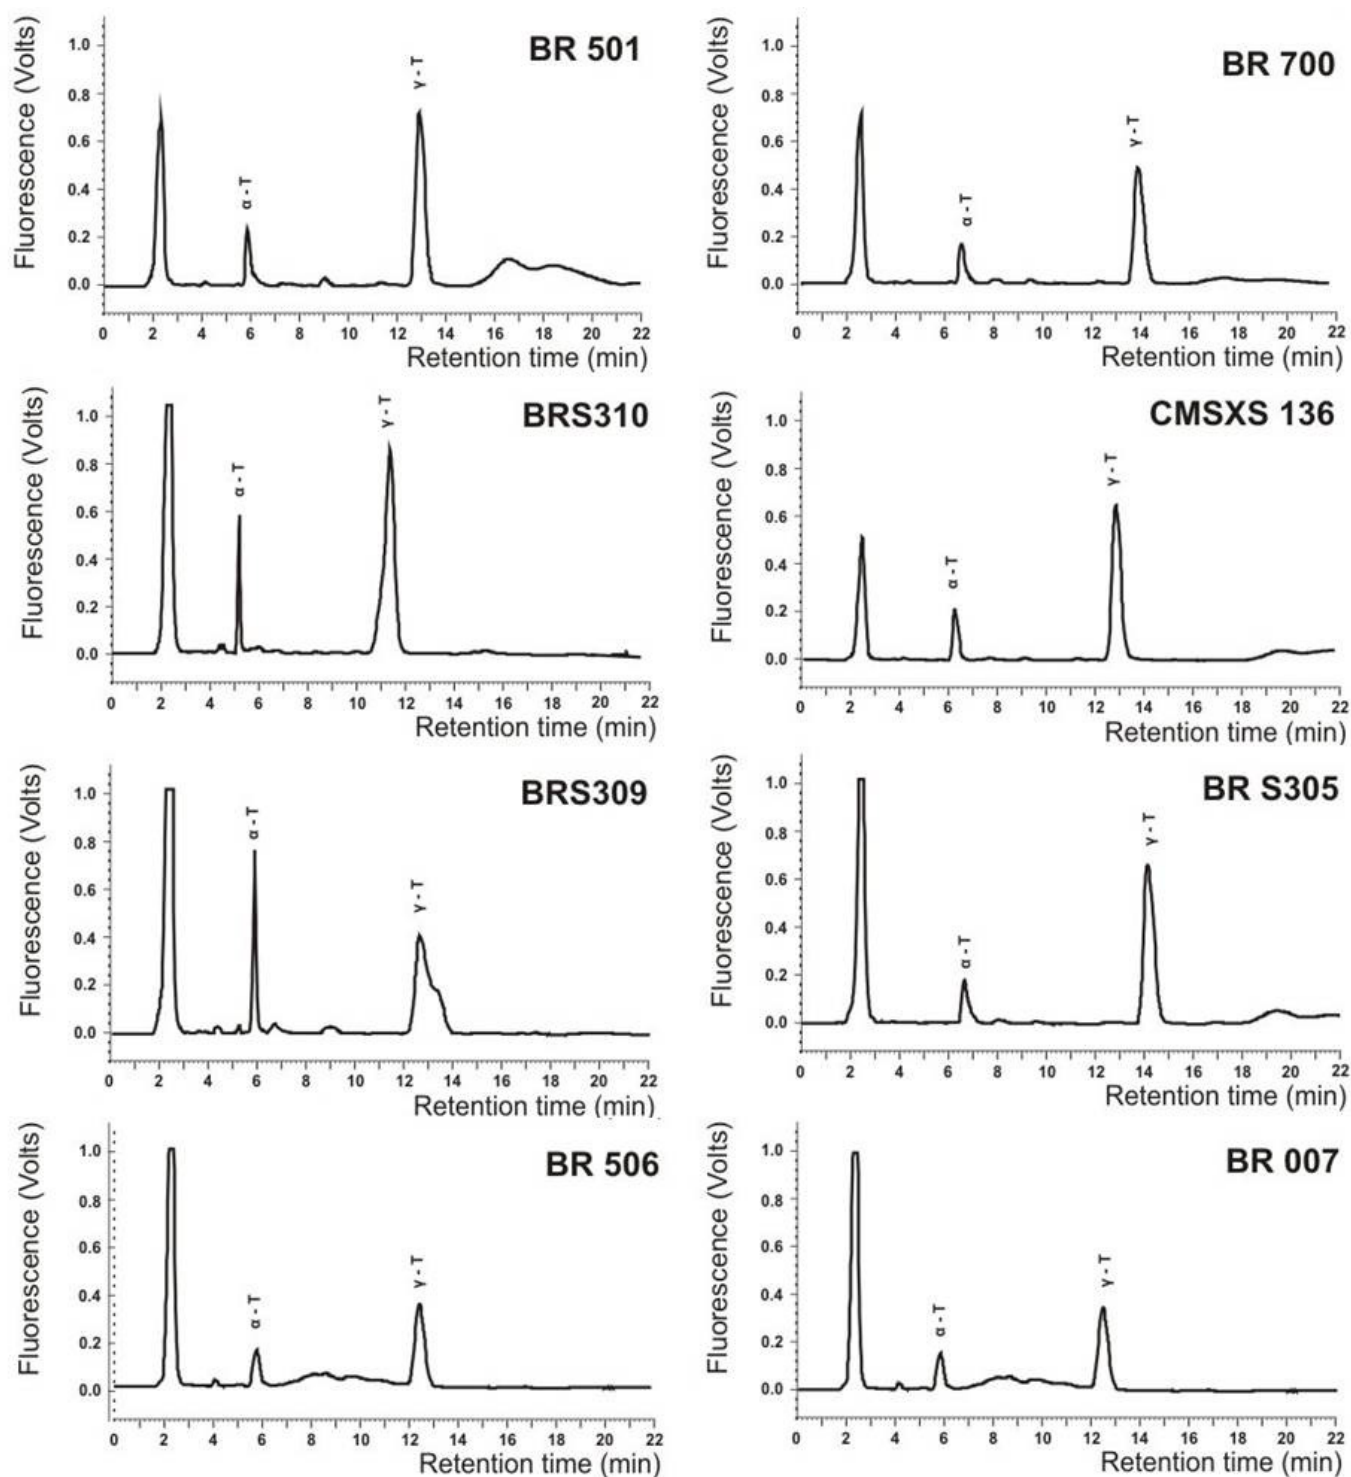 BR 501
Fluorescence (Volts)
1.0
0.8
0.6
0.4
0.2
0.0
α - T
γ - T
0 2 4 6 8 10 12 14 16 18 20 22
Retention time (min)
BR 700
Fluorescence (Volts)
1.0
0.8
0.6
0.4
0.2
0.0
α - T
γ - T
0 2 4 6 8 10 12 14 16 18 20 22
Retention time (min)
BRS310
Fluorescence (Volts)
1.0
0.8
0.6
0.4
0.2
0.0
α - T
γ - T
0 2 4 6 8 10 12 14 16 18 20 22
Retention time (min)
CMSXS 136
Fluorescence (Volts)
1.0
0.8
0.6
0.4
0.2
0.0
α - T
γ - T
0 2 4 6 8 10 12 14 16 18 20 22
Retention time (min)
BRS309
Fluorescence (Volts)
1.0
0.8
0.6
0.4
0.2
0.0
α - T
γ - T
0 2 4 6 8 10 12 14 16 18 20 22
Retention time (min)
BR S305
Fluorescence (Volts)
1.0
0.8
0.6
0.4
0.2
0.0
α - T
γ - T
0 2 4 6 8 10 12 14 16 18 20 22
Retention time (min)
BR 506
Fluorescence (Volts)
1.0
0.8
0.6
0.4
0.2
0.0
α - T
γ - T
0 2 4 6 8 10 12 14 16 18 20 22
Retention time (min)
BR 007
Fluorescence (Volts)
1.0
0.8
0.6
0.4
0.2
0.0
α - T
γ - T
0 2 4 6 8 10 12 14 16 18 20 22
Retention time (min)